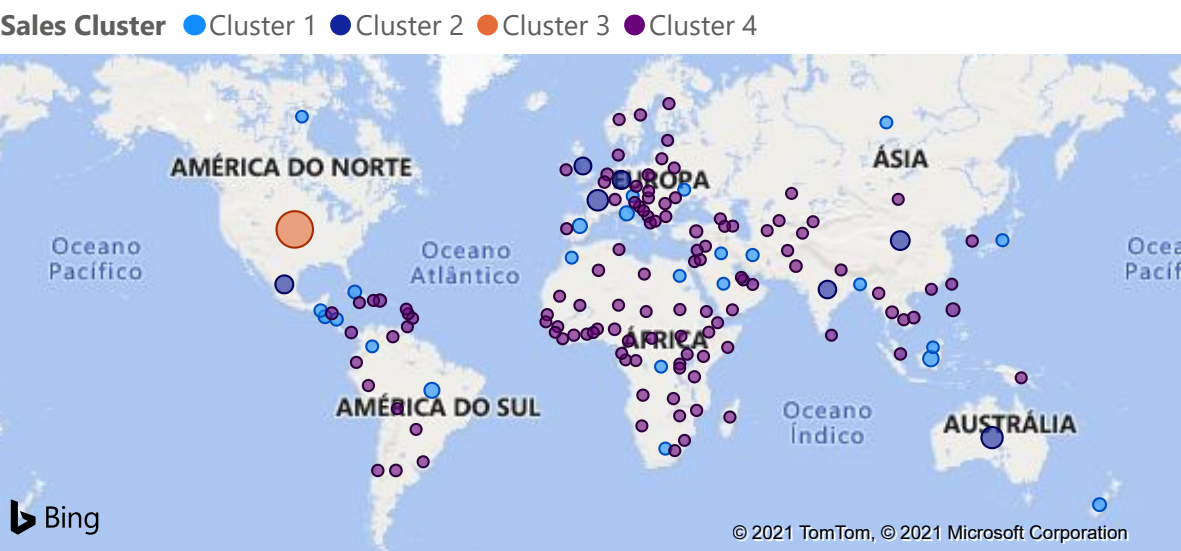 Sales Cluster Cluster 1 Cluster 2 Cluster 3 Cluster 4
AMÉRICA DO NORTE
EUROPA
ÁSIA
Oceano
Pacífico
Oceano
Atlântico
Ocea
Pacíf
ÁFRICA
AMÉRICA DO SUL
Oceano
Índico
AUSTRÁLIA
Bing
© 2021 TomTom, © 2021 Microsoft Corporation